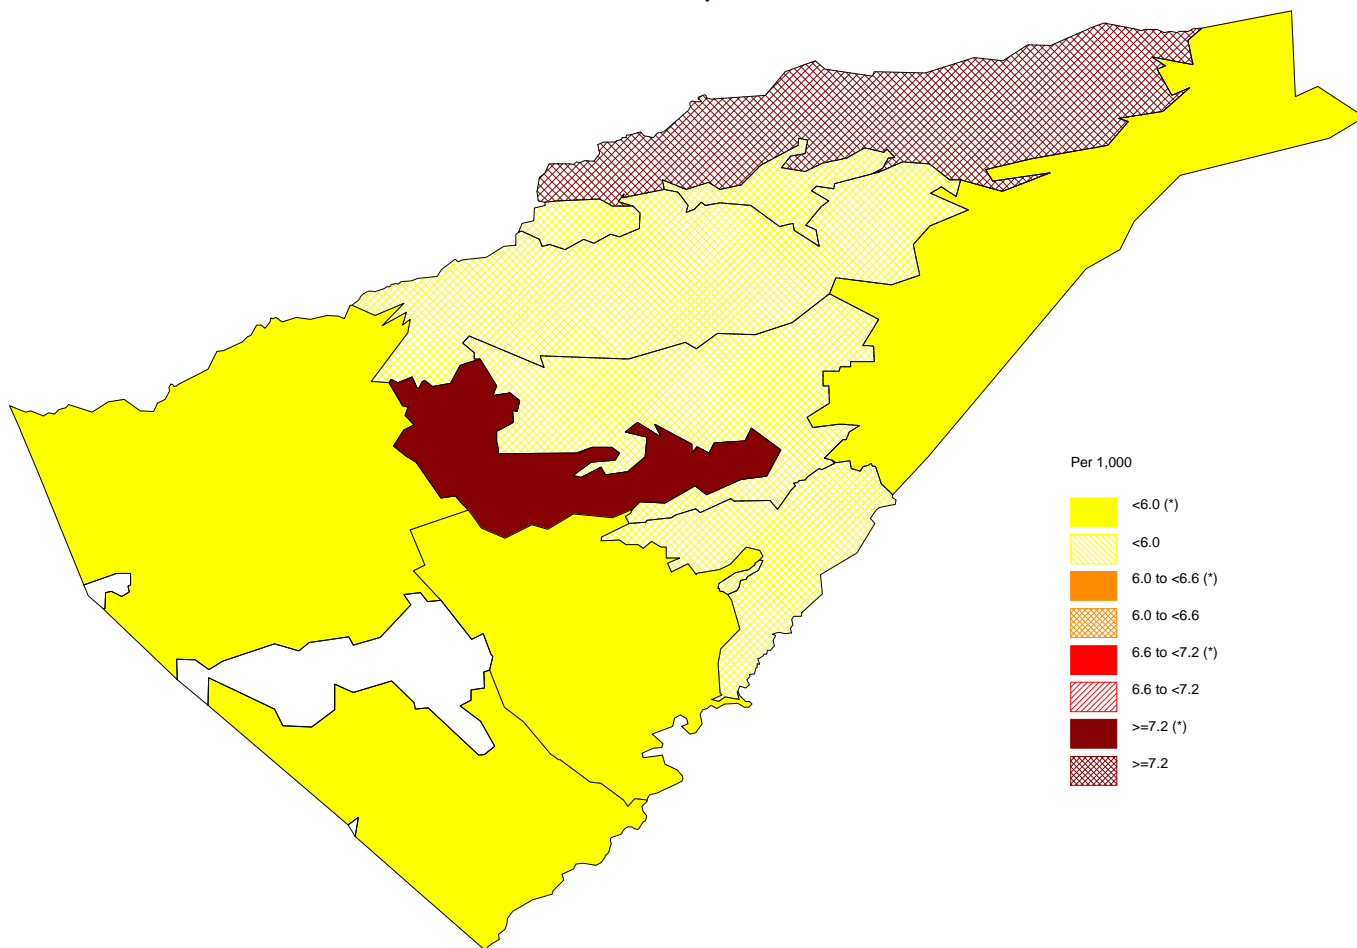 Per 1,000
<6.0 (*)
<6.0
6.0 to <6.6 (*)
6.0 to <6.6
6.6 to <7.2 (*)
6.6 to <7.2
>=7.2 (*)
>=7.2